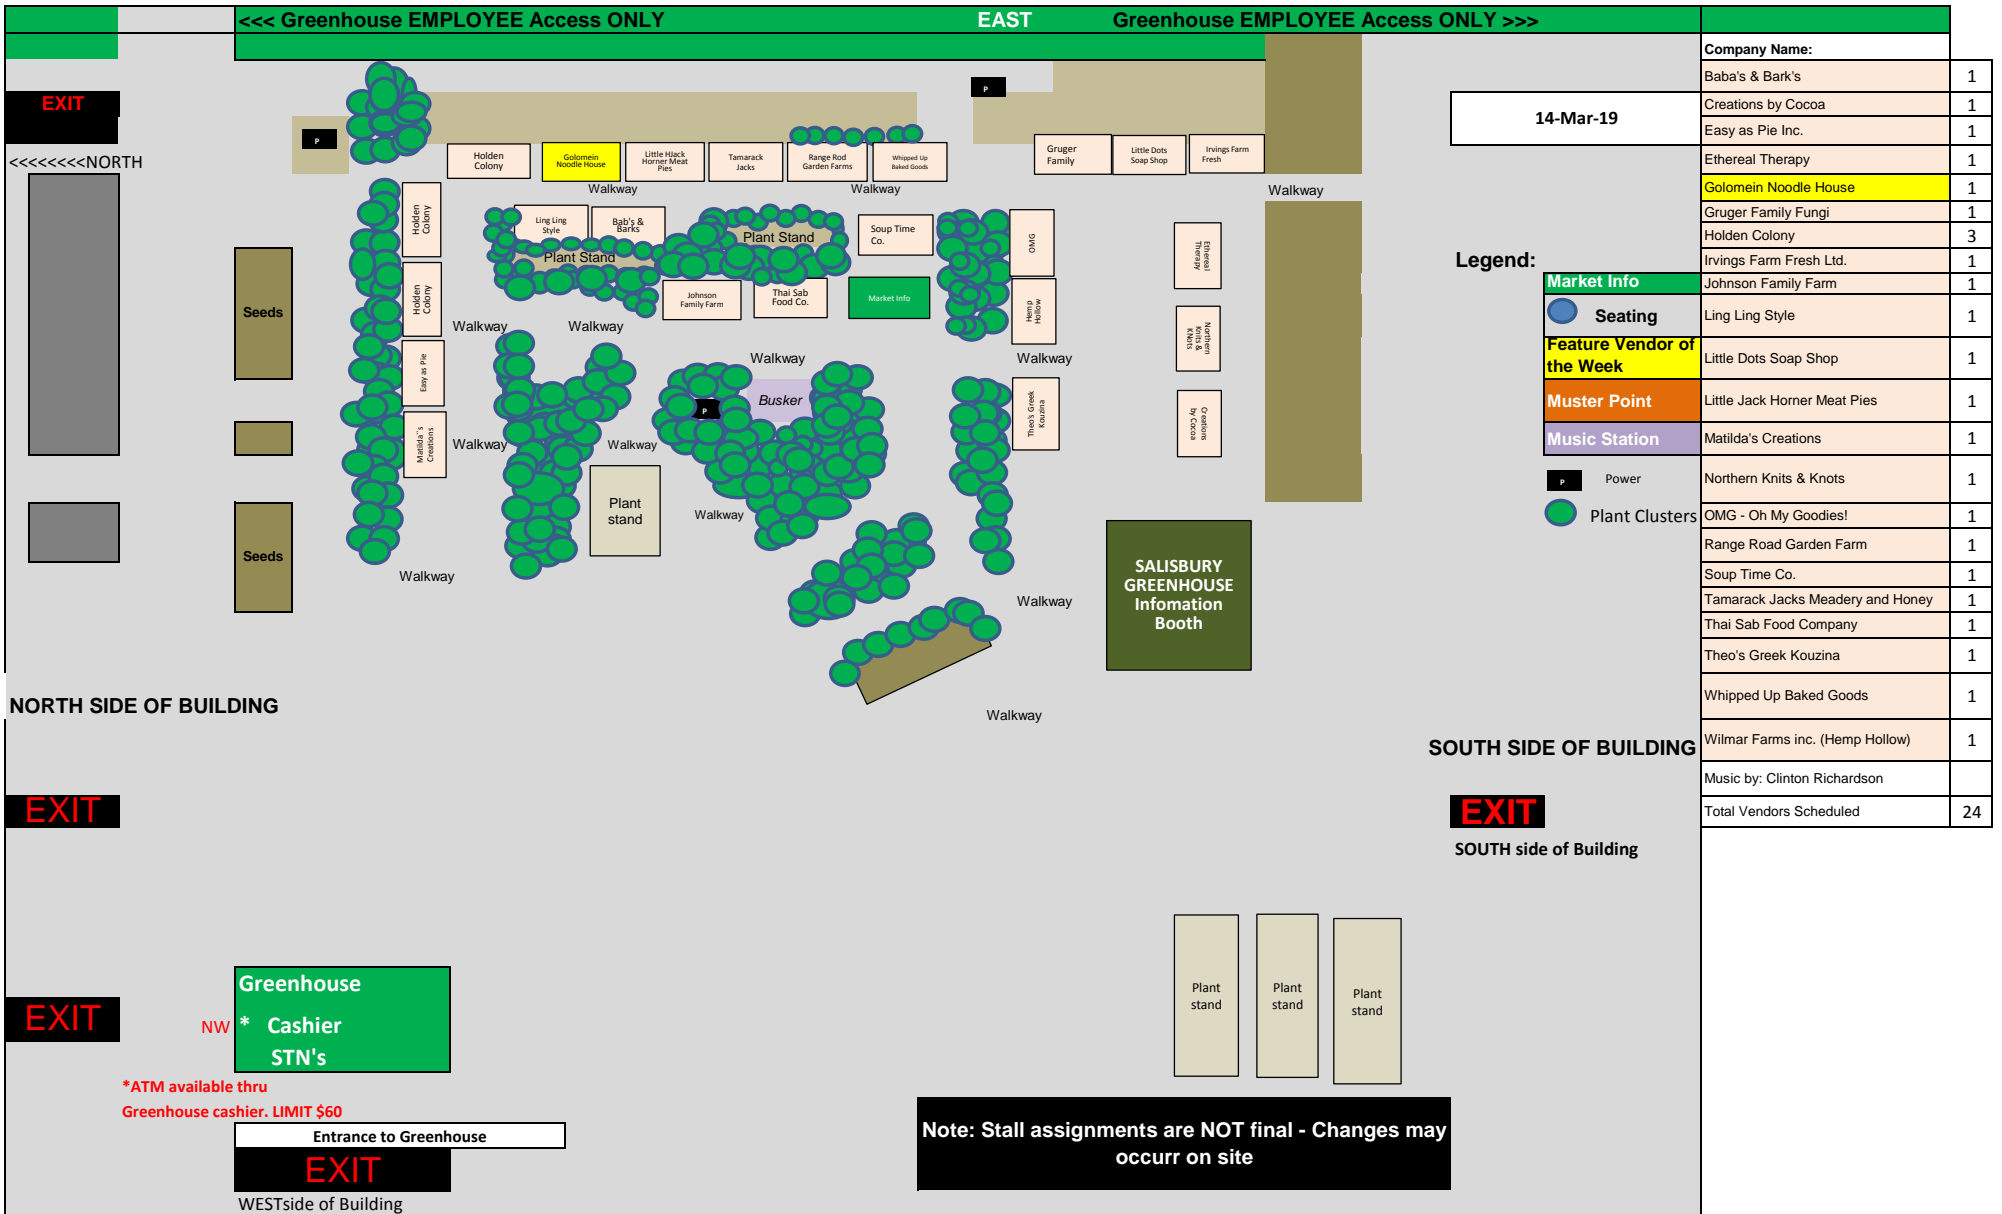 <<< Greenhouse EMPLOYEE Access ONLY
EAST
Greenhouse EMPLOYEE Access ONLY >>>
EXIT
<<<<<<<<<NORTH
P
P
Holden
Colony
Golomein
Noodle House
Little HJack
Horner Meat
Pies
Tamarack
Jacks
Range Rod
Garden Farms
Whipped Up
Baked Goods
Gruger
Family
Little Dots
Soap Shop
Irvings Farm
Fresh
Walkway
Walkway
Walkway
Holden
Colony
Ling Ling
Style
Bab's &
Barks
Plant Stand
Plant Stand
Soup Time
Co.
OMG
Ethereal
Therapy
Seeds
Holden
Colony
Johnson
Family Farm
Thai Sab
Food Co.
Market Info
Hemp
Hollow
Northern
Knits &
KNots
Walkway
Walkway
Walkway
Walkway
Easy as Pie
P
Busker
Theo's Greek
Kouzina
Creations
by Cocoa
Matilda"s
Creations
Walkway
Walkway
Plant
stand
Walkway
Seeds
Walkway
Walkway
SALISBURY
GREENHOUSE
Infomation
Booth
Walkway
NORTH SIDE OF BUILDING
SOUTH SIDE OF BUILDING
EXIT
EXIT
SOUTH side of Building
EXIT
NW
Greenhouse
* Cashier
STN's
*ATM available thru
Greenhouse cashier. LIMIT $60
Entrance to Greenhouse
EXIT
WESTside of Building
Plant
stand
Plant
stand
Plant
stand
Note: Stall assignments are NOT final - Changes may
occurr on site
14-Mar-19
Legend:
Market Info
Seating
Feature Vendor of
the Week
Muster Point
Music Station
P
Power
Plant Clusters
Company Name:
Baba's & Bark's 1
Creations by Cocoa 1
Easy as Pie Inc. 1
Ethereal Therapy 1
Golomein Noodle House 1
Gruger Family Fungi 1
Holden Colony 3
Irvings Farm Fresh Ltd. 1
Johnson Family Farm 1
Ling Ling Style 1
Little Dots Soap Shop 1
Little Jack Horner Meat Pies 1
Matilda's Creations 1
Northern Knits & Knots 1
OMG - Oh My Goodies! 1
Range Road Garden Farm 1
Soup Time Co. 1
Tamarack Jacks Meadery and Honey 1
Thai Sab Food Company 1
Theo's Greek Kouzina 1
Whipped Up Baked Goods 1
Wilmar Farms inc. (Hemp Hollow) 1
Music by: Clinton Richardson
Total Vendors Scheduled 24